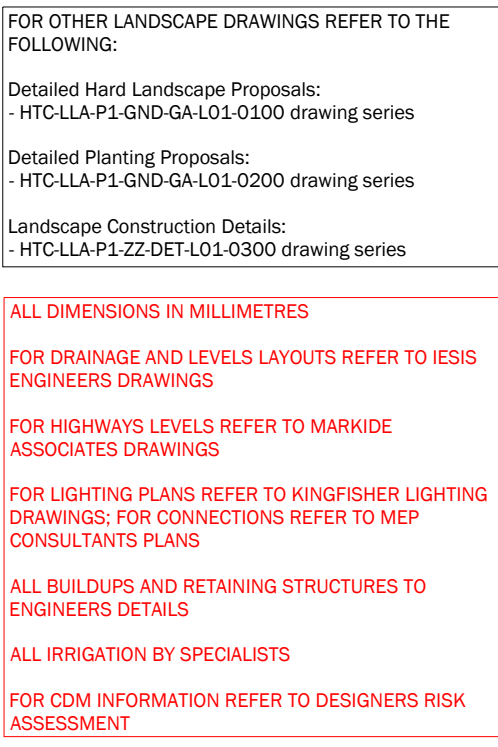 FOR OTHER LANDSCAPE DRAWINGS REFER TO THE
FOLLOWING:
Detailed Hard Landscape Proposals:
- HTC-LLA-P1-GND-GA-L01-0100 drawing series
Detailed Planting Proposals:
- HTC-LLA-P1-GND-GA-L01-0200 drawing series
Landscape Construction Details:
- HTC-LLA-P1-ZZ-DET-L01-0300 drawing series
ALL DIMENSIONS IN MILLIMETRES
FOR DRAINAGE AND LEVELS LAYOUTS REFER TO IESIS
ENGINEERS DRAWINGS
FOR HIGHWAYS LEVELS REFER TO MARKIDE
ASSOCIATES DRAWINGS
FOR LIGHTING PLANS REFER TO KINGFISHER LIGHTING
DRAWINGS; FOR CONNECTIONS REFER TO MEP
CONSULTANTS PLANS
ALL BUILDUPS AND RETAINING STRUCTURES TO
ENGINEERS DETAILS
ALL IRRIGATION BY SPECIALISTS
FOR CDM INFORMATION REFER TO DESIGNERS RISK
ASSESSMENT